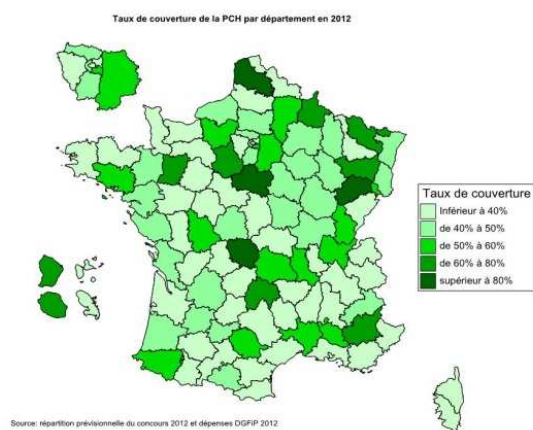 Taux de couverture de la PCH par département en 2012
Taux de couverture
Inférieur à 40%
de 40% à 50%
de 50% à 60%
de 60% à 80%
supérieur à 80%
Source: répartition prévisionnelle du concours 2012 et dépenses DGFiP 2012